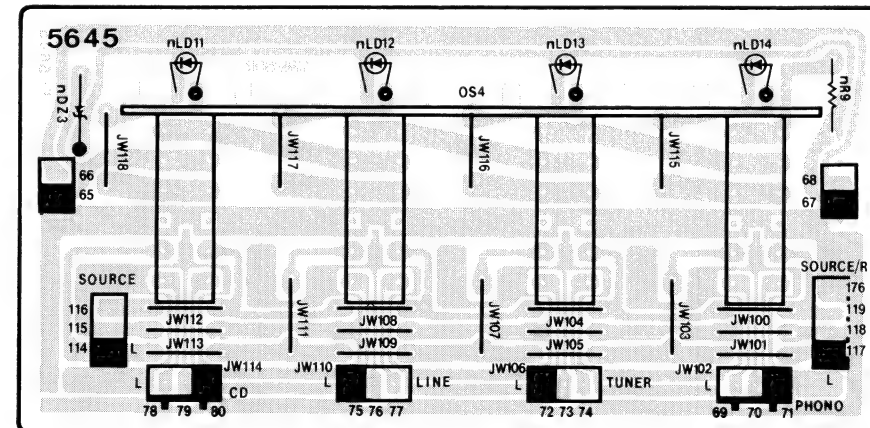 5645
nLD11 nLD12 nLD13 nLD14
nDZ3 OS4 nR9
JW118 JW117 JW116 JW115
66 68
65 67
SOURCE SOURCE/R
176
116 JW111 JW107 JW103 119
115 JW112 JW108 JW104 JW100 118
114 L JW113 JW109 JW105 JW101 117
JW114 JW110 JW106 JW102 L
L CD L LINE L TUNER L PHONO
78 79 80 75 76 77 72 73 74 69 70 71